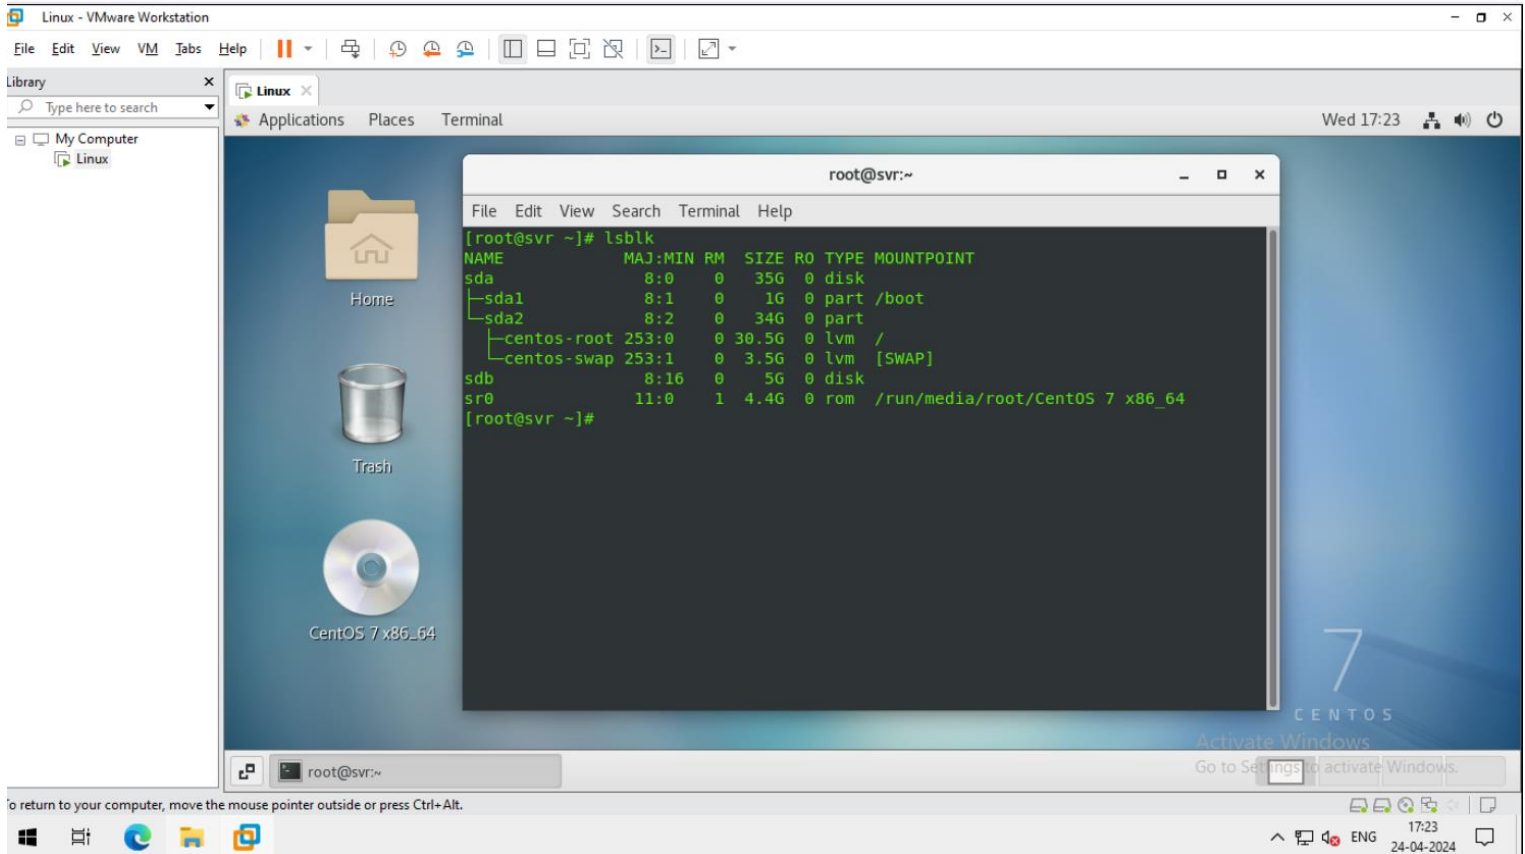 Linux - VMware Workstation
File Edit View VM Tabs Help
Library
Type here to search
My Computer
Linux
Linux
Applications Places Terminal Wed 17:23
Home
Trash
CentOS 7 x86_64
root@svr:~
File Edit View Search Terminal Help
[root@svr ~]# lsblk
NAME MAJ:MIN RM SIZE RO TYPE MOUNTPOINT
sda 8:0 0 35G 0 disk
├─sda1 8:1 0 1G 0 part /boot
└─sda2 8:2 0 34G 0 part
├─centos-root 253:0 0 30.5G 0 lvm /
└─centos-swap 253:1 0 3.5G 0 lvm [SWAP]
sdb 8:16 0 5G 0 disk
sr0 11:0 1 4.4G 0 rom /run/media/root/CentOS 7 x86_64
[root@svr ~]#
7
CENTOS
Activate Windows
Go to Settings to activate Windows.
root@svr:~
To return to your computer, move the mouse pointer outside or press Ctrl+Alt.
ENG
17:23
24-04-2024